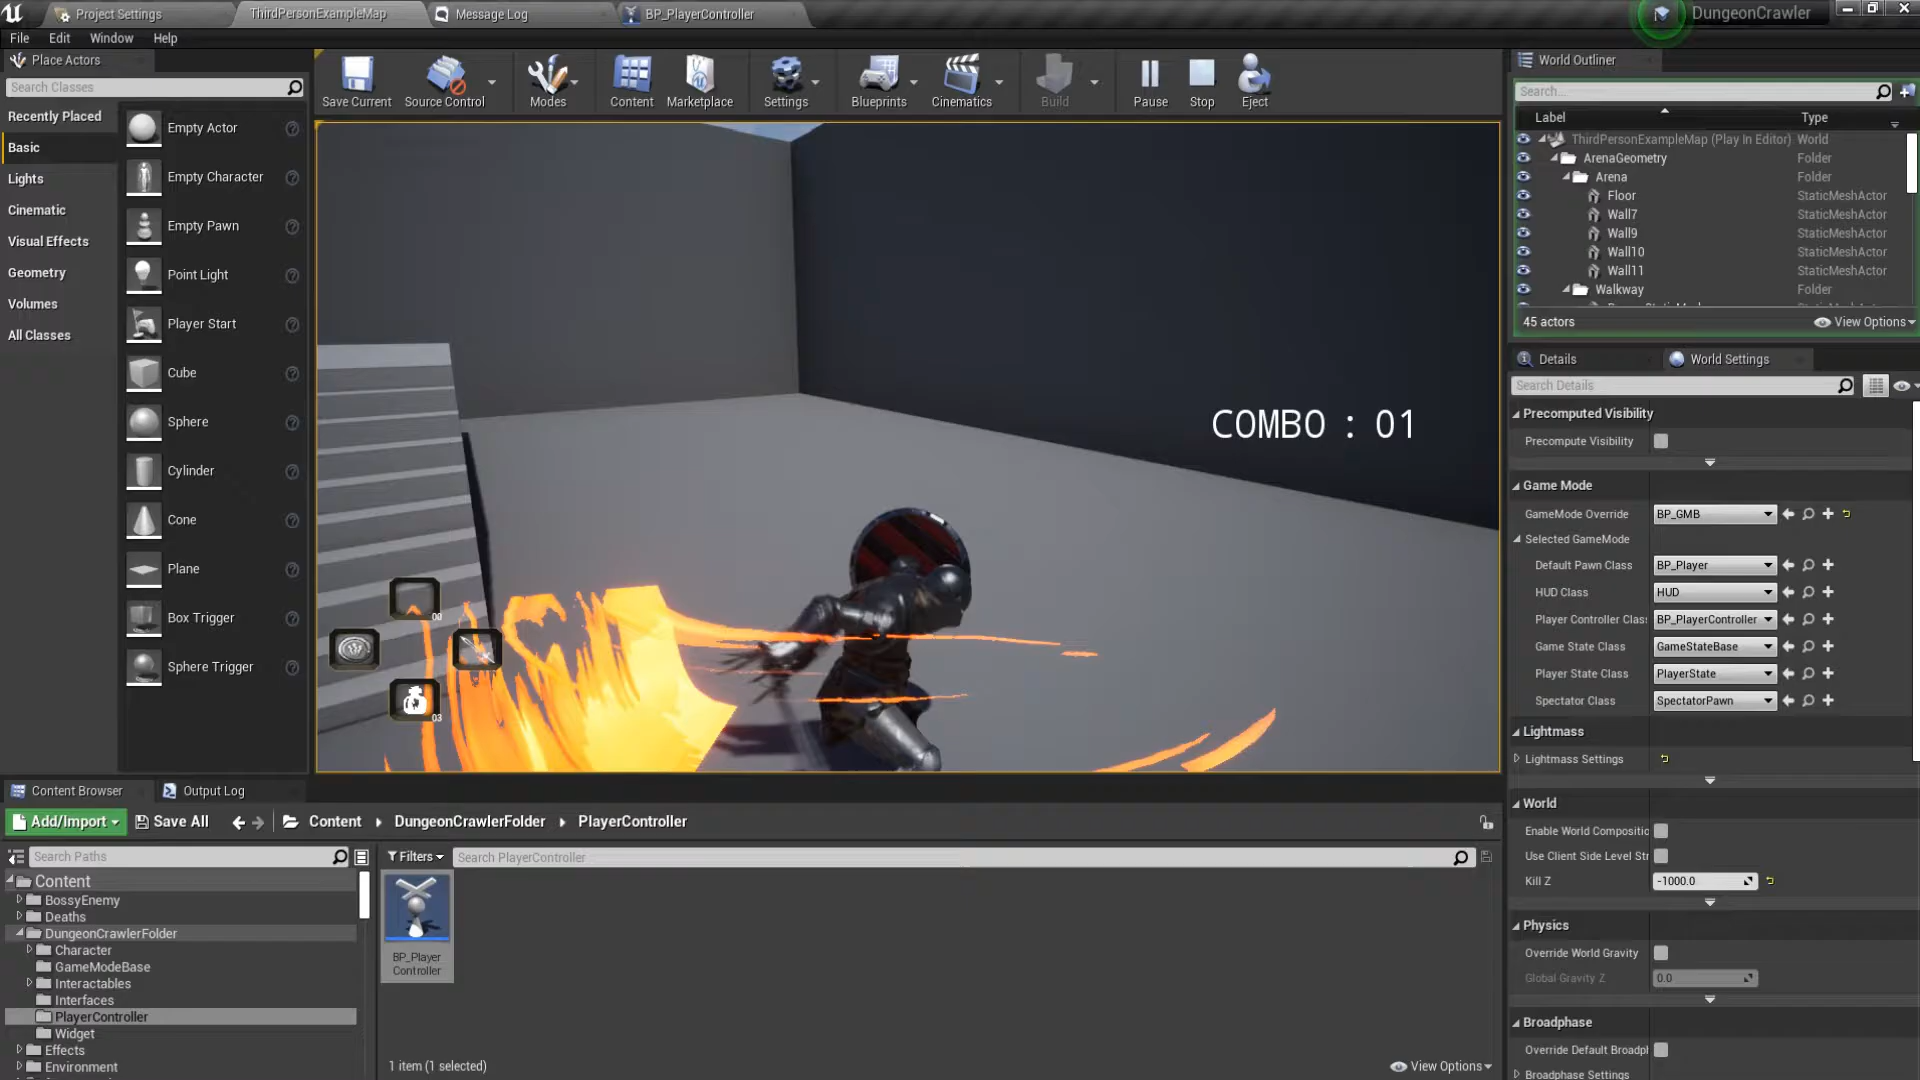 Project Settings
ThirdPersonExampleMap
Message Log
BP_PlayerController
DungeonCrawler
File Edit Window Help
Place Actors
Search Classes
Recently Placed
Basic
Lights
Cinematic
Visual Effects
Geometry
Volumes
All Classes
Empty Actor
Empty Character
Empty Pawn
Point Light
Player Start
Cube
Sphere
Cylinder
Cone
Plane
Box Trigger
Sphere Trigger
Save Current
Source Control
Modes
Content
Marketplace
Settings
Blueprints
Cinematics
Build
Pause
Stop
Eject
COMBO : 01
00
03
World Outliner
Search...
Label Type
ThirdPersonExampleMap (Play In Editor) World
ArenaGeometry Folder
Arena Folder
Floor StaticMeshActor
Wall7 StaticMeshActor
Wall9 StaticMeshActor
Wall10 StaticMeshActor
Wall11 StaticMeshActor
Walkway Folder
45 actors
View Options
Details
World Settings
Search Details
Precomputed Visibility
Precompute Visibility
Game Mode
GameMode Override BP_GMB
Selected GameMode
Default Pawn Class BP_Player
HUD Class HUD
Player Controller Clas BP_PlayerController
Game State Class GameStateBase
Player State Class PlayerState
Spectator Class SpectatorPawn
Lightmass
Lightmass Settings
World
Enable World Compositio
Use Client Side Level Str
Kill Z -1000.0
Physics
Override World Gravity
Global Gravity Z 0.0
Broadphase
Override Default Broadph
Broadphase Settings
Content Browser
Output Log
Add/Import
Save All
Content DungeonCrawlerFolder PlayerController
Search Paths
Filters
Search PlayerController
Content
BossyEnemy
Deaths
DungeonCrawlerFolder
Character
GameModeBase
Interactables
Interfaces
PlayerController
Widget
Effects
Environment
BP_Player
Controller
1 item (1 selected)
View Options